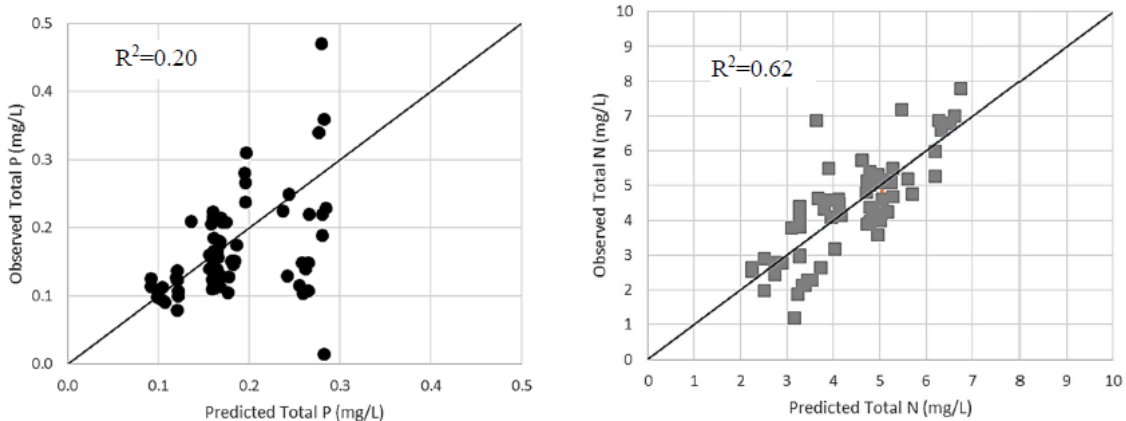 R²=0.20
Observed Total P (mg/L)
0.5
0.4
0.3
0.2
0.1
0.0
0.0 0.1 0.2 0.3 0.4 0.5
Predicted Total P (mg/L)
R²=0.62
Observed Total N (mg/L)
10
9
8
7
6
5
4
3
2
1
0
0 1 2 3 4 5 6 7 8 9 10
Predicted Total N (mg/L)